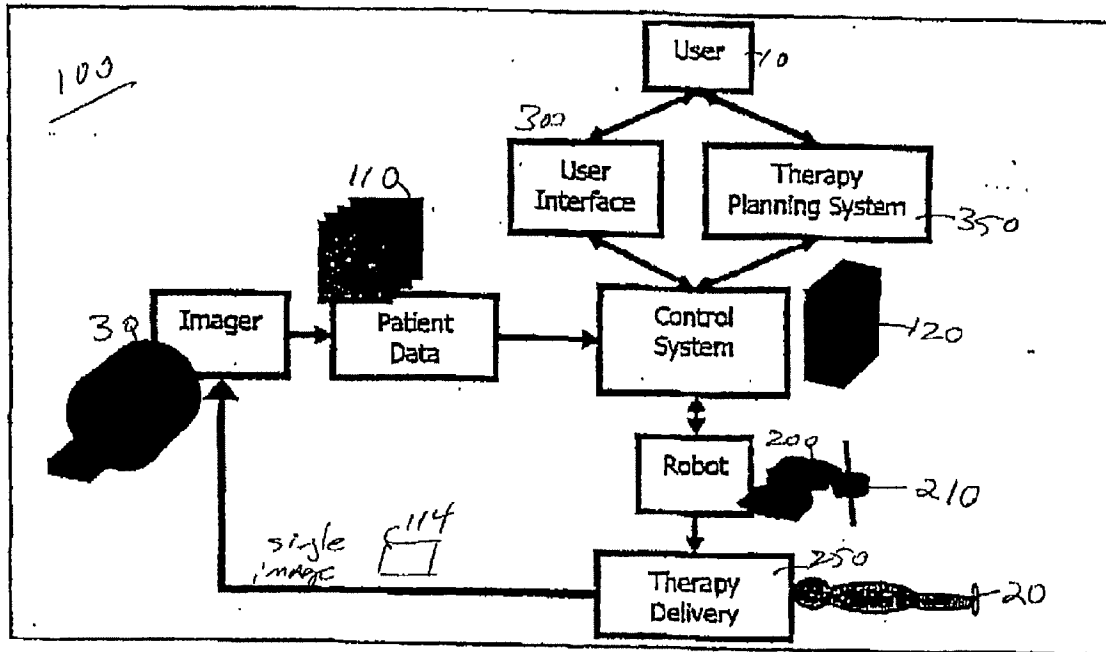 100
User
10
300
User
Interface
Therapy
Planning System
350
110
30
Imager
Patient
Data
Control
System
120
Robot
200
210
single
image
114
250
Therapy
Delivery
20